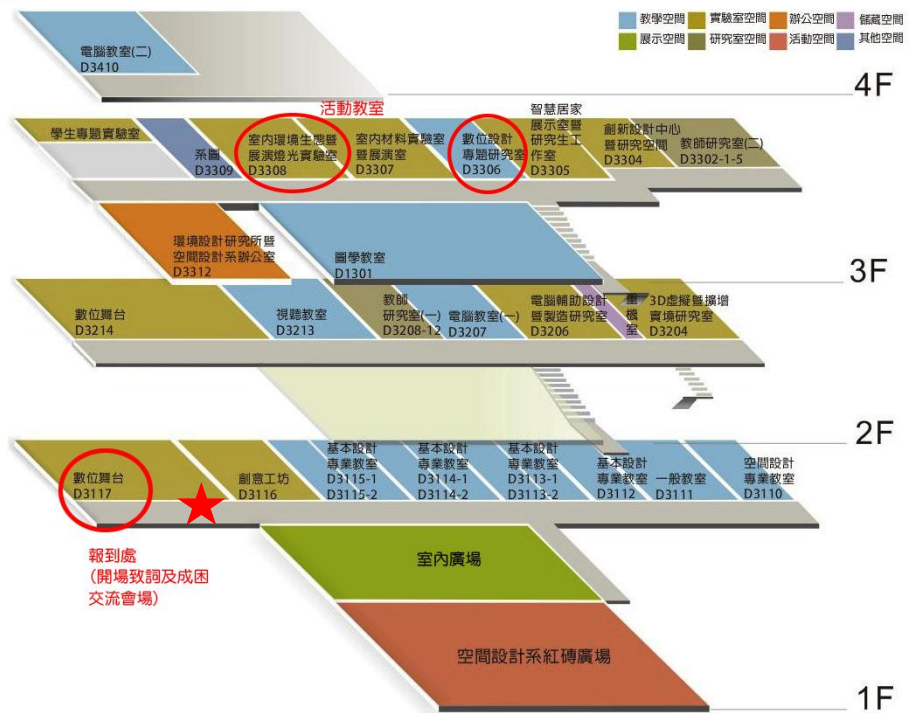 教學空間
實驗室空間
辦公空間
儲藏空間
展示空間
研究室空間
活動空間
其他空間
電腦教室(二)
D3410
4F
活動教室
學生專題實驗室
系圖
D3309
室內環境生態暨
展演燈光實驗室
D3308
室內材料實驗室
暨展演室
D3307
數位設計
專題研究室
D3306
智慧居家
展示室暨
研究生工
作室
D3305
創新設計中心
暨研究空間
D3304
教師研究室(二)
D3302-1-5
環境設計研究所暨
空間設計系辦公室
D3312
圖學教室
D1301
3F
數位舞台
D3214
視聽教室
D3213
教師
研究室(一)
D3208-12
電腦教室(一)
D3207
電腦輔助設計
暨製造研究室
D3206
機
室
3D虛擬暨擴增
實境研究室
D3204
2F
數位舞台
D3117
創意工坊
D3116
基本設計
專業教室
D3115-1
D3115-2
基本設計
專業教室
D3114-1
D3114-2
基本設計
專業教室
D3113-1
D3113-2
基本設計
專業教室
D3112
一般教室
D3111
空間設計
專業教室
D3110
報到處
(開場致詞及成困
交流會場)
室內廣場
空間設計系紅磚廣場
1F